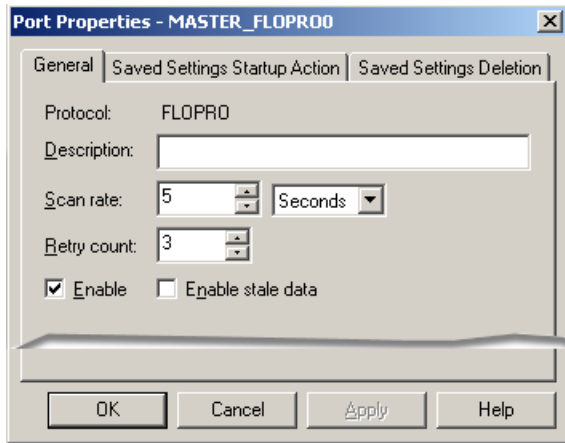 Port Properties - MASTER_FLOPRO0
General Saved Settings Startup Action Saved Settings Deletion
Protocol: FLOPRO
Description:
Scan rate: 5 Seconds
Retry count: 3
Enable Enable stale data
OK Cancel Apply Help